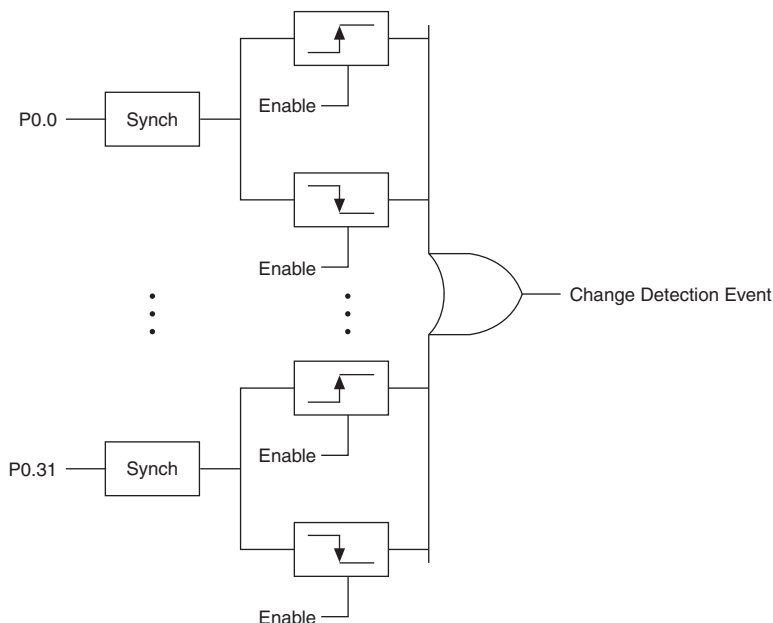 Enable
P0.0
Synch
Enable
Change Detection Event
Enable
P0.31
Synch
Enable